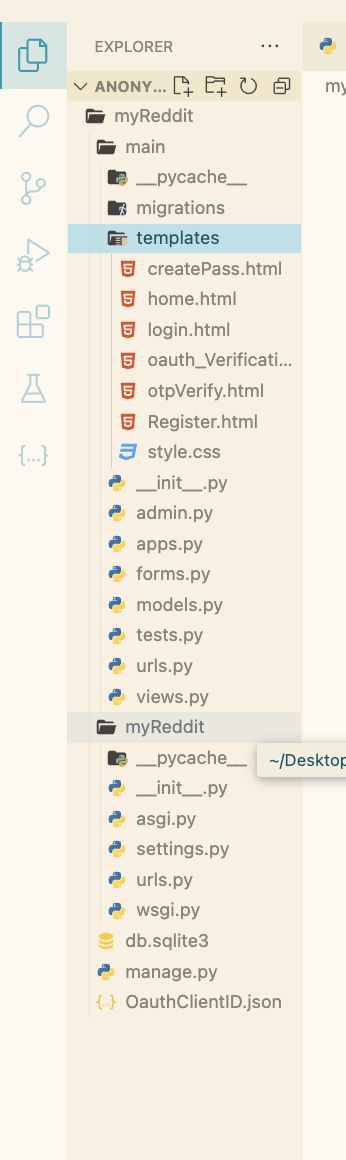 EXPLORER
ANONY...
my
myReddit
main
__pycache__
migrations
templates
createPass.html
home.html
login.html
oauth_Verificati...
otpVerify.html
Register.html
style.css
__init__.py
admin.py
apps.py
forms.py
models.py
tests.py
urls.py
views.py
myReddit
__pycache__
~/Desktop
__init__.py
asgi.py
settings.py
urls.py
wsgi.py
db.sqlite3
manage.py
OauthClientID.json